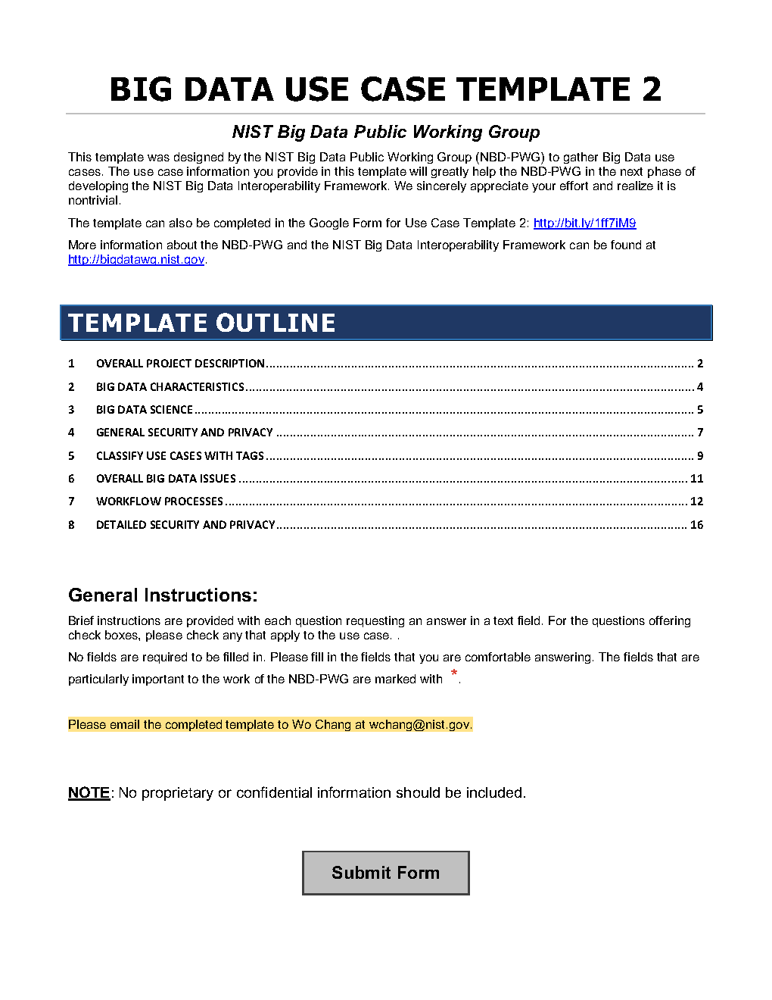 BIG DATA USE CASE TEMPLATE 2
NIST Big Data Public Working Group
This template was designed by the NIST Big Data Public Working Group (NBD-PWG) to gather Big Data use
cases. The use case information you provide in this template will greatly help the NBD-PWG in the next phase of
developing the NIST Big Data Interoperability Framework. We sincerely appreciate your effort and realize it is
nontrivial.
The template can also be completed in the Google Form for Use Case Template 2: http://bit.ly/1ff7iM9
More information about the NBD-PWG and the NIST Big Data Interoperability Framework can be found at
http://bigdatawg.nist.gov.
TEMPLATE OUTLINE
1 OVERALL PROJECT DESCRIPTION 2
2 BIG DATA CHARACTERISTICS 4
3 BIG DATA SCIENCE 5
4 GENERAL SECURITY AND PRIVACY 7
5 CLASSIFY USE CASES WITH TAGS 9
6 OVERALL BIG DATA ISSUES 11
7 WORKFLOW PROCESSES 12
8 DETAILED SECURITY AND PRIVACY 16
General Instructions:
Brief instructions are provided with each question requesting an answer in a text field. For the questions offering
check boxes, please check any that apply to the use case. .
No fields are required to be filled in. Please fill in the fields that you are comfortable answering. The fields that are
particularly important to the work of the NBD-PWG are marked with *.
Please email the completed template to Wo Chang at wchang@nist.gov.
NOTE: No proprietary or confidential information should be included.
Submit Form